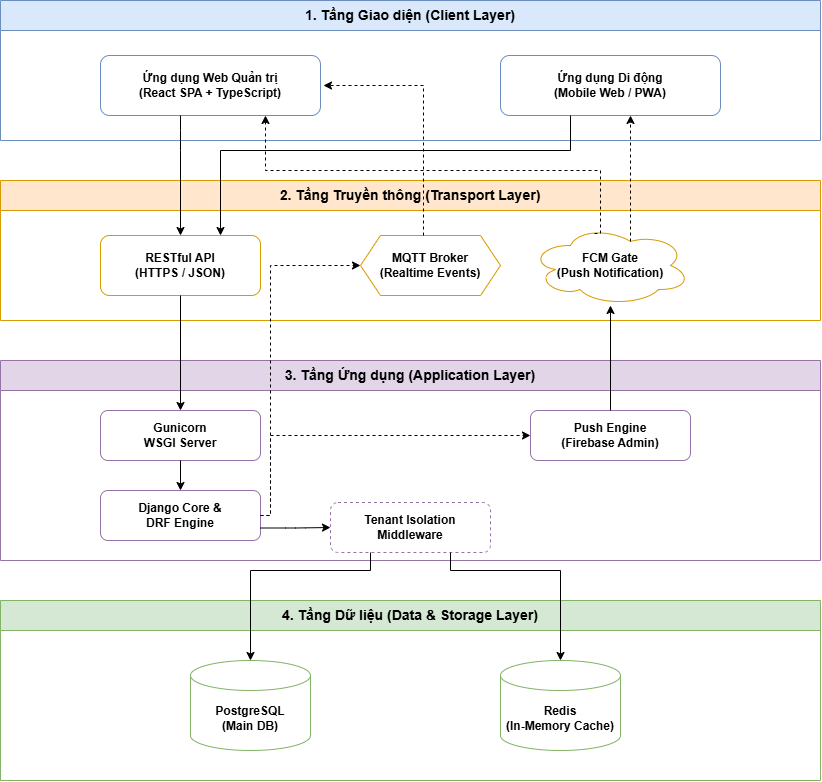 1. Tầng Giao diện (Client Layer)
Ứng dụng Web Quản trị
(React SPA + TypeScript)
Ứng dụng Di động
(Mobile Web / PWA)
2. Tầng Truyền thông (Transport Layer)
RESTful API
(HTTPS / JSON)
MQTT Broker
(Realtime Events)
FCM Gate
(Push Notification)
3. Tầng Ứng dụng (Application Layer)
Gunicorn
WSGI Server
Push Engine
(Firebase Admin)
Django Core &
DRF Engine
Tenant Isolation
Middleware
4. Tầng Dữ liệu (Data & Storage Layer)
PostgreSQL
(Main DB)
Redis
(In-Memory Cache)